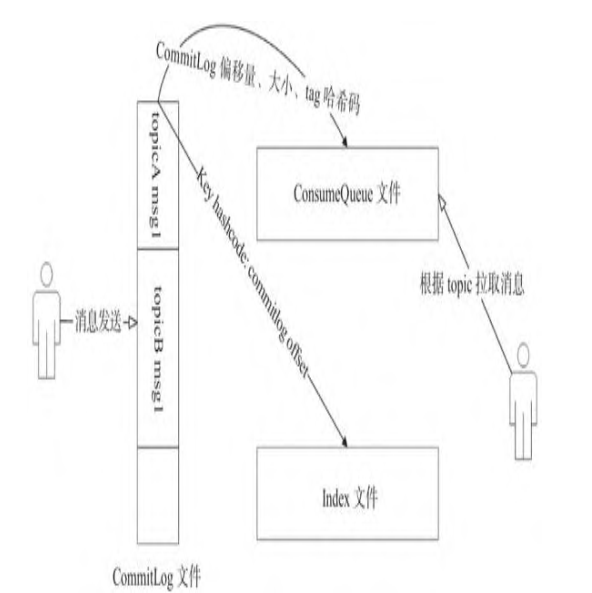 CommitLog 偏移量、大小、tag 哈希码
topicA msg1
ConsumeQueue 文件
Key hashcode: commitlog offset
根据 topic 拉取消息
消息发送
topicB msg1
Index 文件
CommitLog 文件